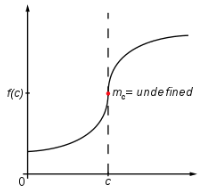 f(c)
m_c= undefined
0
c